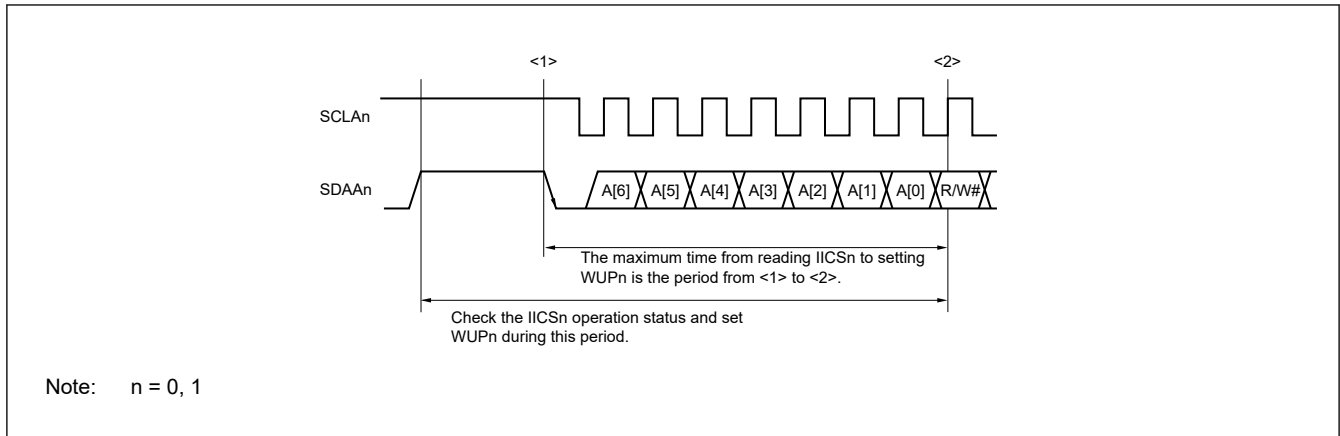 <1> <2>
SCLAn
SDAAn A[6] A[5] A[4] A[3] A[2] A[1] A[0] R/W#
The maximum time from reading IICSn to setting
WUPn is the period from <1> to <2>.
Check the IICSn operation status and set
WUPn during this period.
Note: n = 0, 1